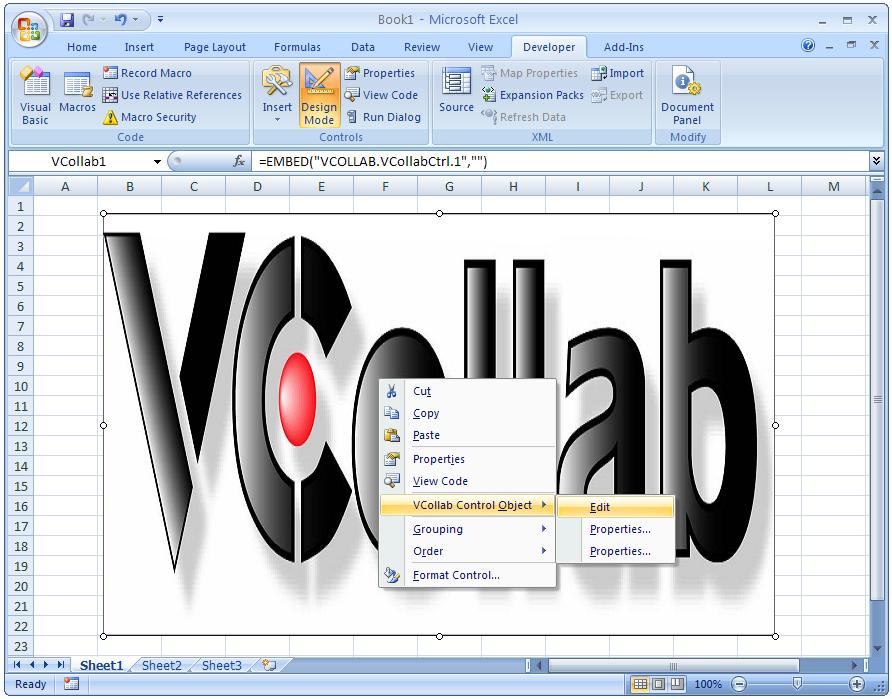 Book1 - Microsoft Excel
Home Insert Page Layout Formulas Data Review View Developer Add-Ins
Visual Basic
Macros
Record Macro
Use Relative References
Macro Security
Code
Insert
Design Mode
Properties
View Code
Run Dialog
Controls
Source
Map Properties
Expansion Packs
Refresh Data
Import
Export
XML
Document Panel
Modify
VCollab1
fx
=EMBED("VCOLLAB.VCollabCtrl.1","")
A B C D E F G H I J K L M
1
2
3
4
5
6
7
8
9
10
11
12
13
14
15
16
17
18
19
20
21
22
23
VCollab
Cut
Copy
Paste
Properties
View Code
VCollab Control Object
Grouping
Order
Format Control...
Edit
Properties...
Properties...
Sheet1 Sheet2 Sheet3
Ready
100%